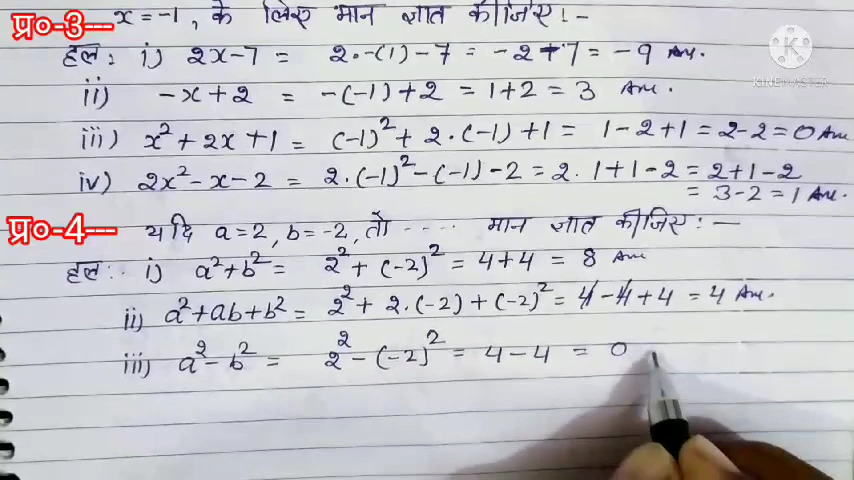 प्र०-3-- x = -1, के लिए मान ज्ञात कीजिए :-
KINEMASTER
हल : i) 2x - 7 = 2·-(1) - 7 = -2 - 7 = -9 Ans.
ii) -x + 2 = -(-1) + 2 = 1 + 2 = 3 Ans.
iii) x² + 2x + 1 = (-1)² + 2·(-1) + 1 = 1 - 2 + 1 = 2 - 2 = 0 Ans
iv) 2x² - x - 2 = 2·(-1)² - (-1) - 2 = 2·1 + 1 - 2 = 2 + 1 - 2
= 3 - 2 = 1 Ans.
प्र०-4-- यदि a = 2, b = -2, तो ---- मान ज्ञात कीजिए :-
हल : i) a² + b² = 2² + (-2)² = 4 + 4 = 8 Ans
ii) a² + ab + b² = 2² + 2·(-2) + (-2)² = 4 - 4 + 4 = 4 Ans.
iii) a² - b² = 2² - (-2)² = 4 - 4 = 0